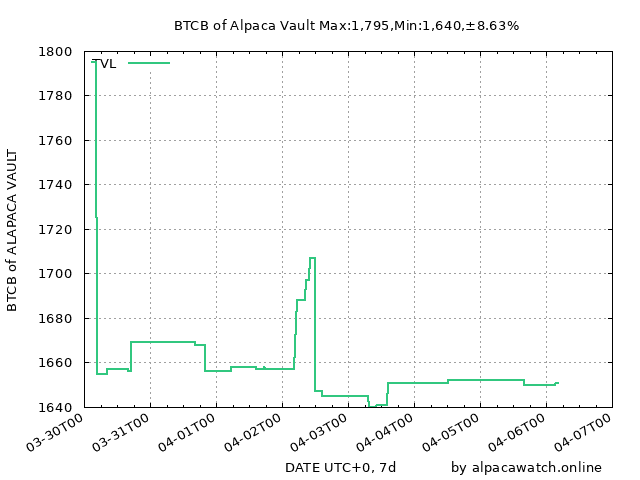 BTCB of Alpaca Vault Max:1,795,Min:1,640,±8.63%
BTCB of ALAPACA VAULT
TVL
1800
1780
1760
1740
1720
1700
1680
1660
1640
03-30T00
03-31T00
04-01T00
04-02T00
04-03T00
04-04T00
04-05T00
04-06T00
04-07T00
DATE UTC+0, 7d
by alpacawatch.online